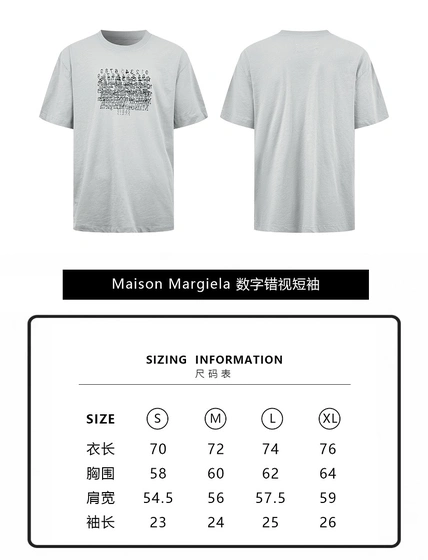 Maison Margiela 数字错视短袖
SIZING INFORMATION
尺码表
SIZE S M L XL
衣长 70 72 74 76
胸围 58 60 62 64
肩宽 54.5 56 57.5 59
袖长 23 24 25 26